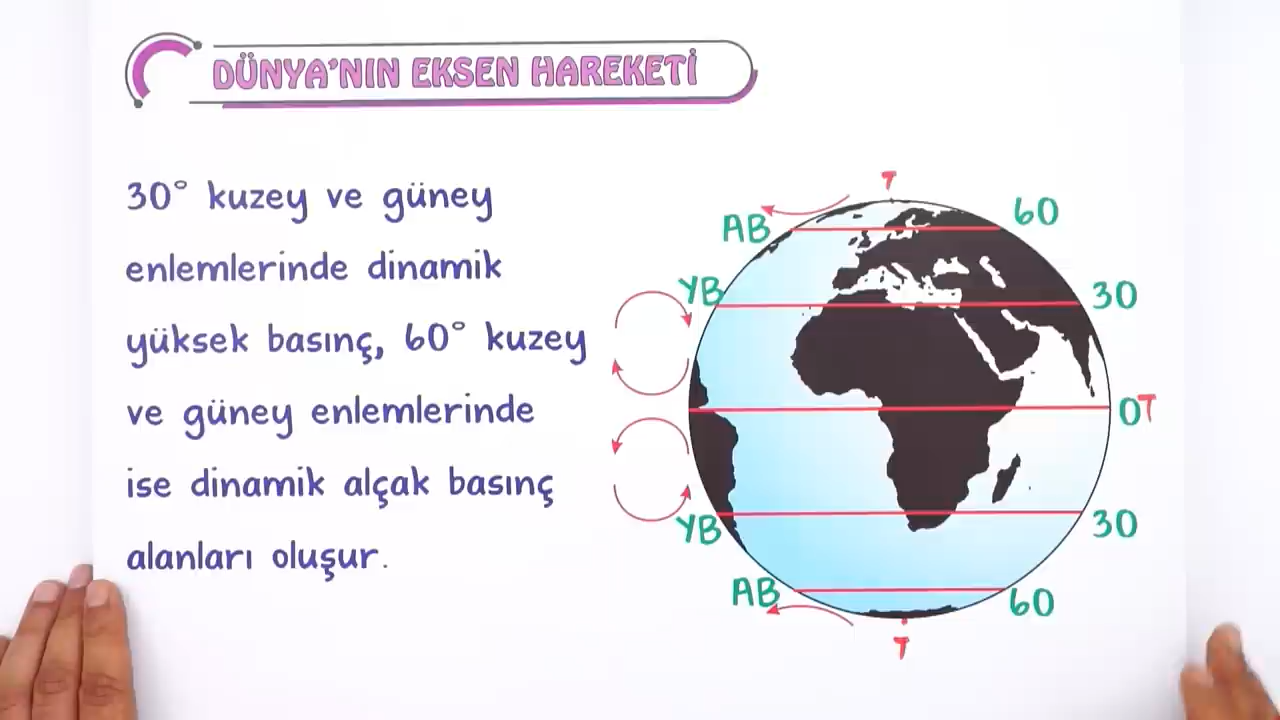 DÜNYA'NIN EKSEN HAREKETİ
30° kuzey ve güney
enlemlerinde dinamik
yüksek basınç, 60° kuzey
ve güney enlemlerinde
ise dinamik alçak basınç
alanları oluşur.
T
AB 60
YB 30
0T
YB 30
AB 60
T